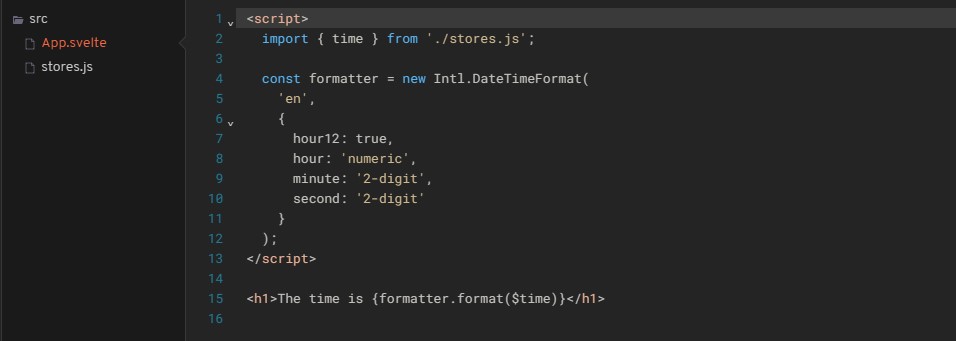 src
App.svelte
stores.js
1 <script>
2 import { time } from './stores.js';
3
4 const formatter = new Intl.DateTimeFormat(
5 'en',
6 {
7 hour12: true,
8 hour: 'numeric',
9 minute: '2-digit',
10 second: '2-digit'
11 }
12 );
13 </script>
14
15 <h1>The time is {formatter.format($time)}</h1>
16